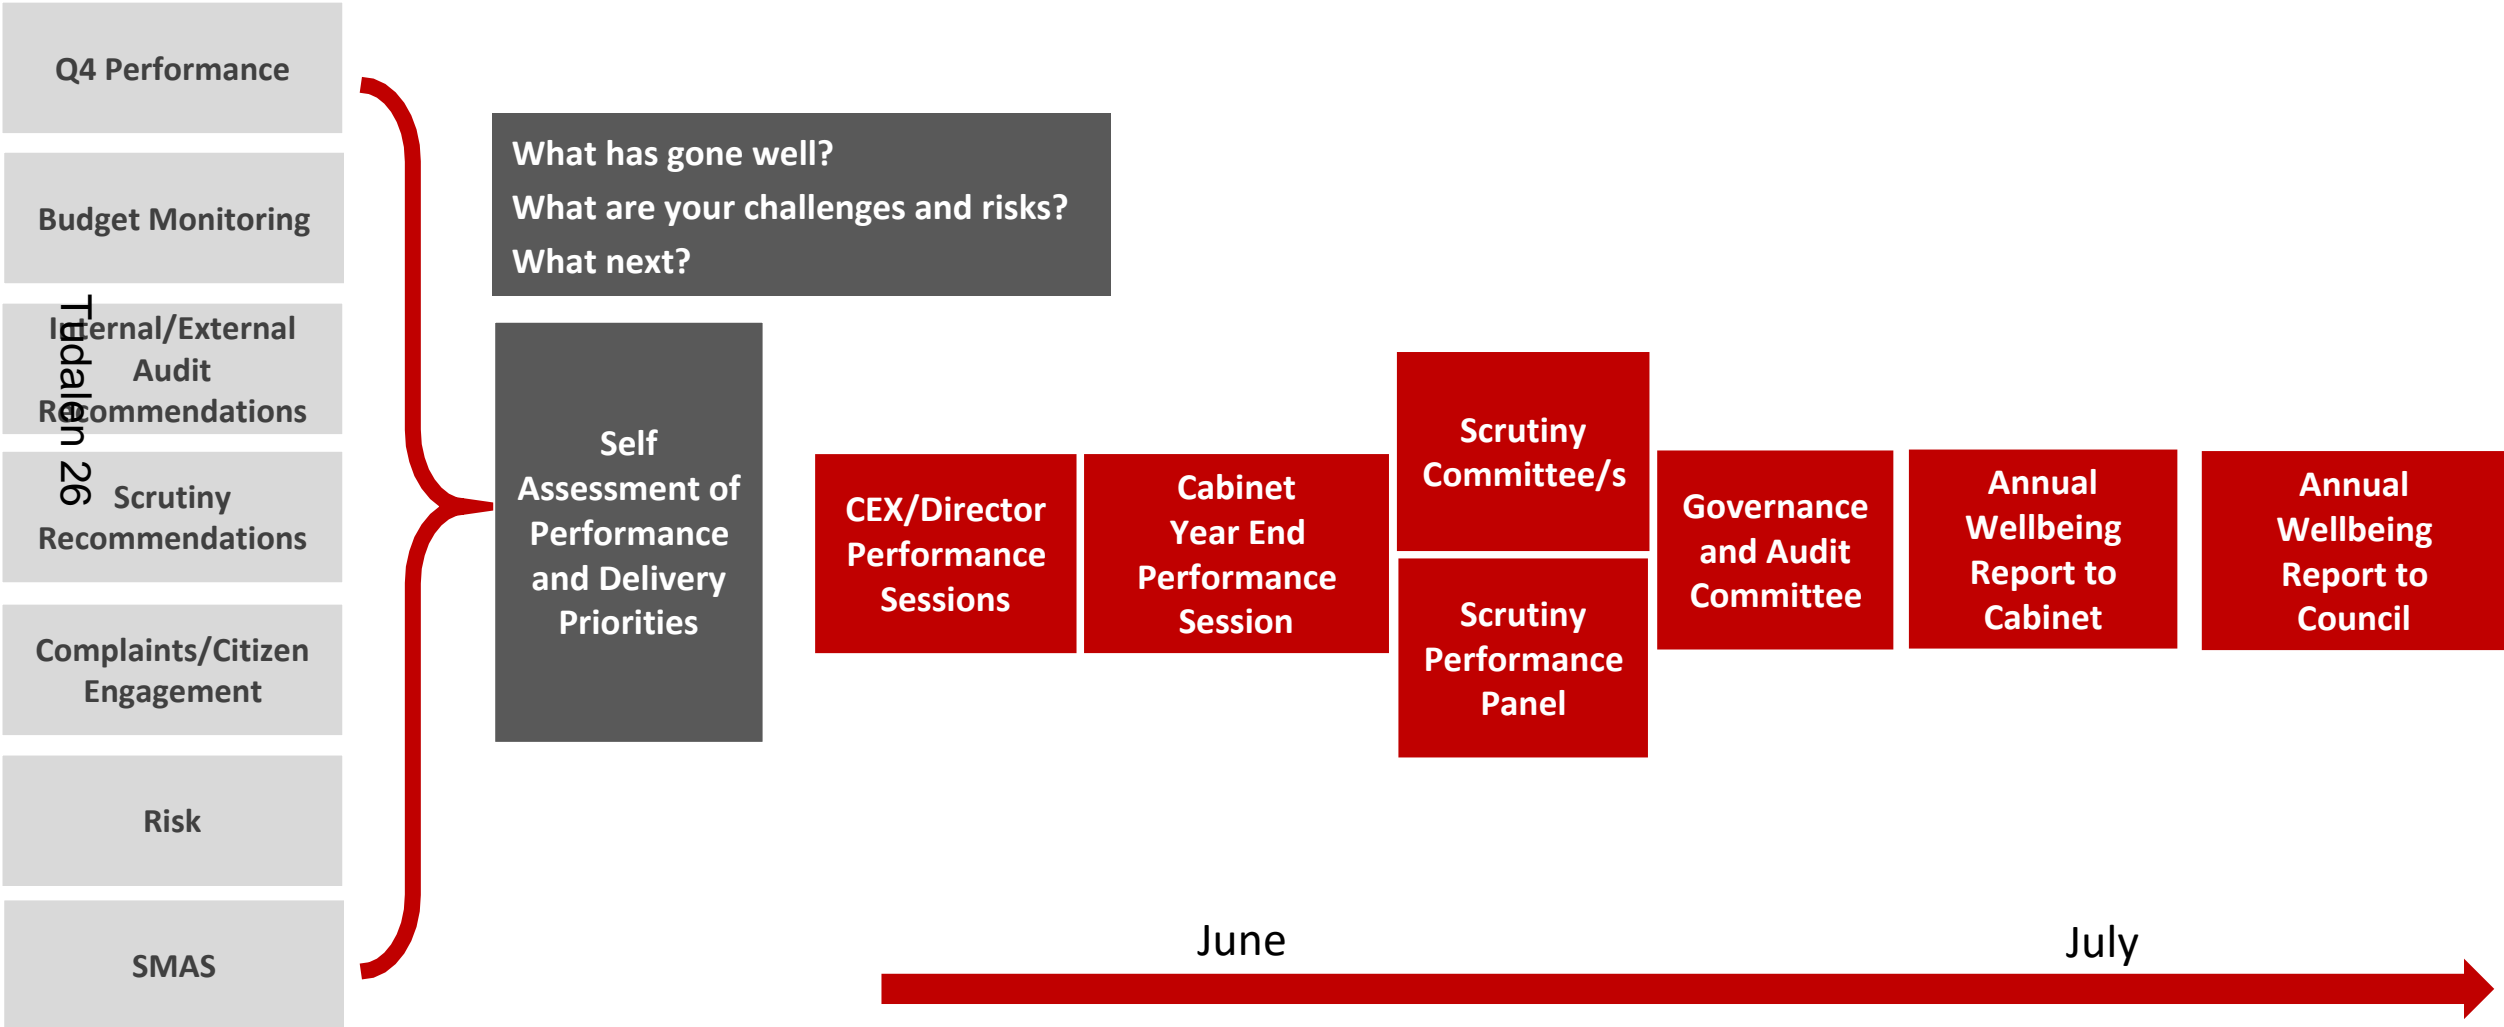 Q4 Performance
Budget Monitoring
Internal/External
Audit
Recommendations
Scrutiny
Recommendations
Complaints/Citizen
Engagement
Risk
SMAS
Tudalen 26
What has gone well?
What are your challenges and risks?
What next?
Self
Assessment of
Performance
and Delivery
Priorities
CEX/Director
Performance
Sessions
Cabinet
Year End
Performance
Session
Scrutiny
Committee/s
Scrutiny
Performance
Panel
Governance
and Audit
Committee
Annual
Wellbeing
Report to
Cabinet
Annual
Wellbeing
Report to
Council
June
July